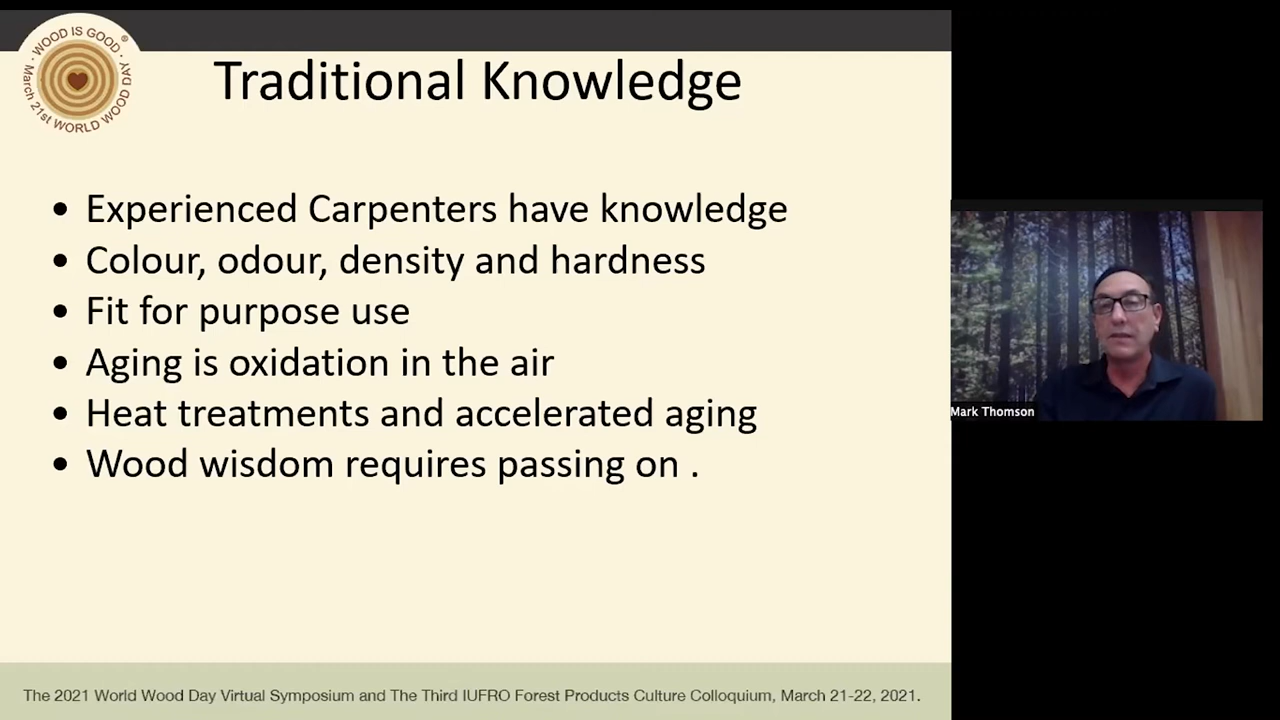 · WOOD IS GOOD ·
®
March 21st WORLD WOOD DAY
Traditional Knowledge
• Experienced Carpenters have knowledge
• Colour, odour, density and hardness
• Fit for purpose use
• Aging is oxidation in the air
• Heat treatments and accelerated aging
• Wood wisdom requires passing on .
Mark Thomson
The 2021 World Wood Day Virtual Symposium and The Third IUFRO Forest Products Culture Colloquium, March 21-22, 2021.